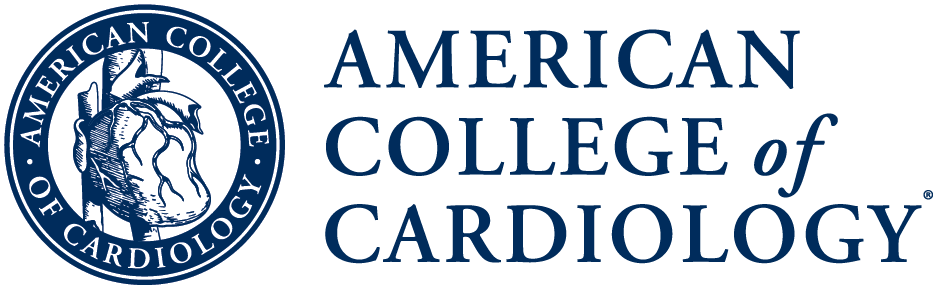 AMERICAN COLLEGE
· OF CARDIOLOGY ·
AMERICAN
COLLEGE of
CARDIOLOGY®